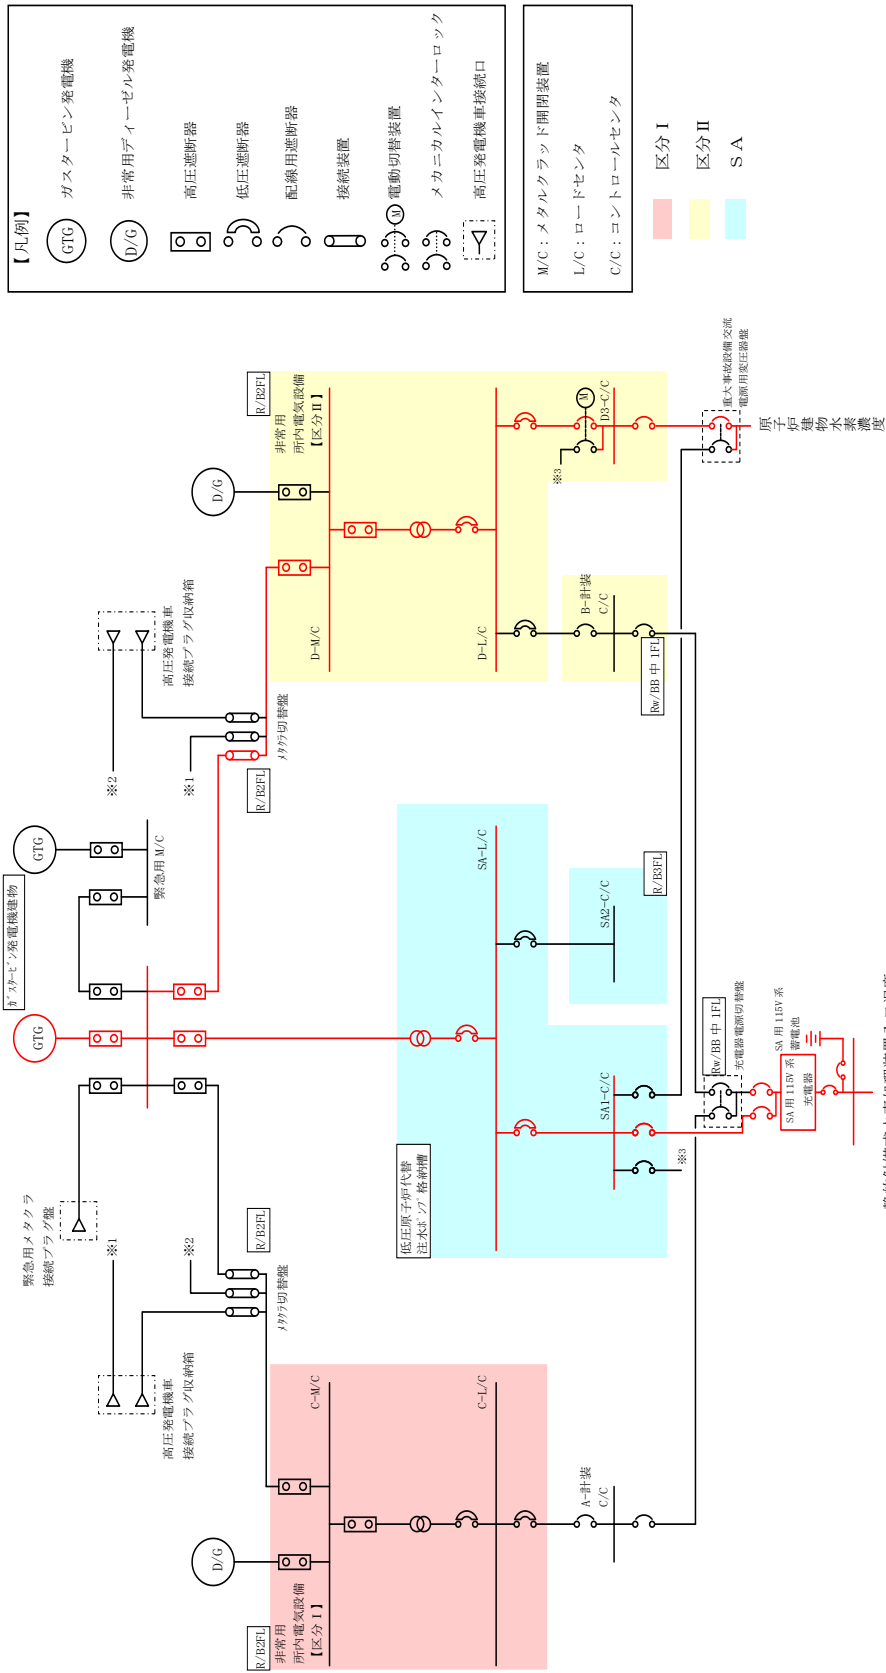 【凡例】
GTG
ガスタービン発電機
D/G
非常用ディーゼル発電機
高圧遮断器
低圧遮断器
配線用遮断器
接続装置
M
電動切替装置
メカニカルインターロック
高圧発電機車接続口
M/C：メタルクラッド開閉装置
L/C：ロードセンタ
C/C：コントロールセンタ
区分Ⅰ
区分Ⅱ
ＳＡ
ガスタービン発電機建物
GTG
GTG
緊急用M/C
緊急用メタクラ
接続プラグ盤
高圧発電機車
接続プラグ収納箱
※1
※2
メタクラ切替盤
R/B2FL
高圧発電機車
接続プラグ収納箱
※2
※1
メタクラ切替盤
R/B2FL
R/B2FL
非常用
所内電気設備
【区分Ⅰ】
D/G
C-M/C
C-L/C
A-計装
C/C
低圧原子炉代替
注水ポンプ格納槽
SA-L/C
SA1-C/C
※3
SA2-C/C
R/B3FL
R/B2FL
非常用
所内電気設備
【区分Ⅱ】
D/G
D-M/C
D-L/C
B-計装
C/C
Rw/BB 中 1FL
※3
M
D3-C/C
重大事故設備交流
電源用変圧器盤
原子炉建物水素濃度
Rw/BB 中 1FL
充電器電源切替盤
SA 用 115V 系
充電器
SA 用 115V 系
蓄電池